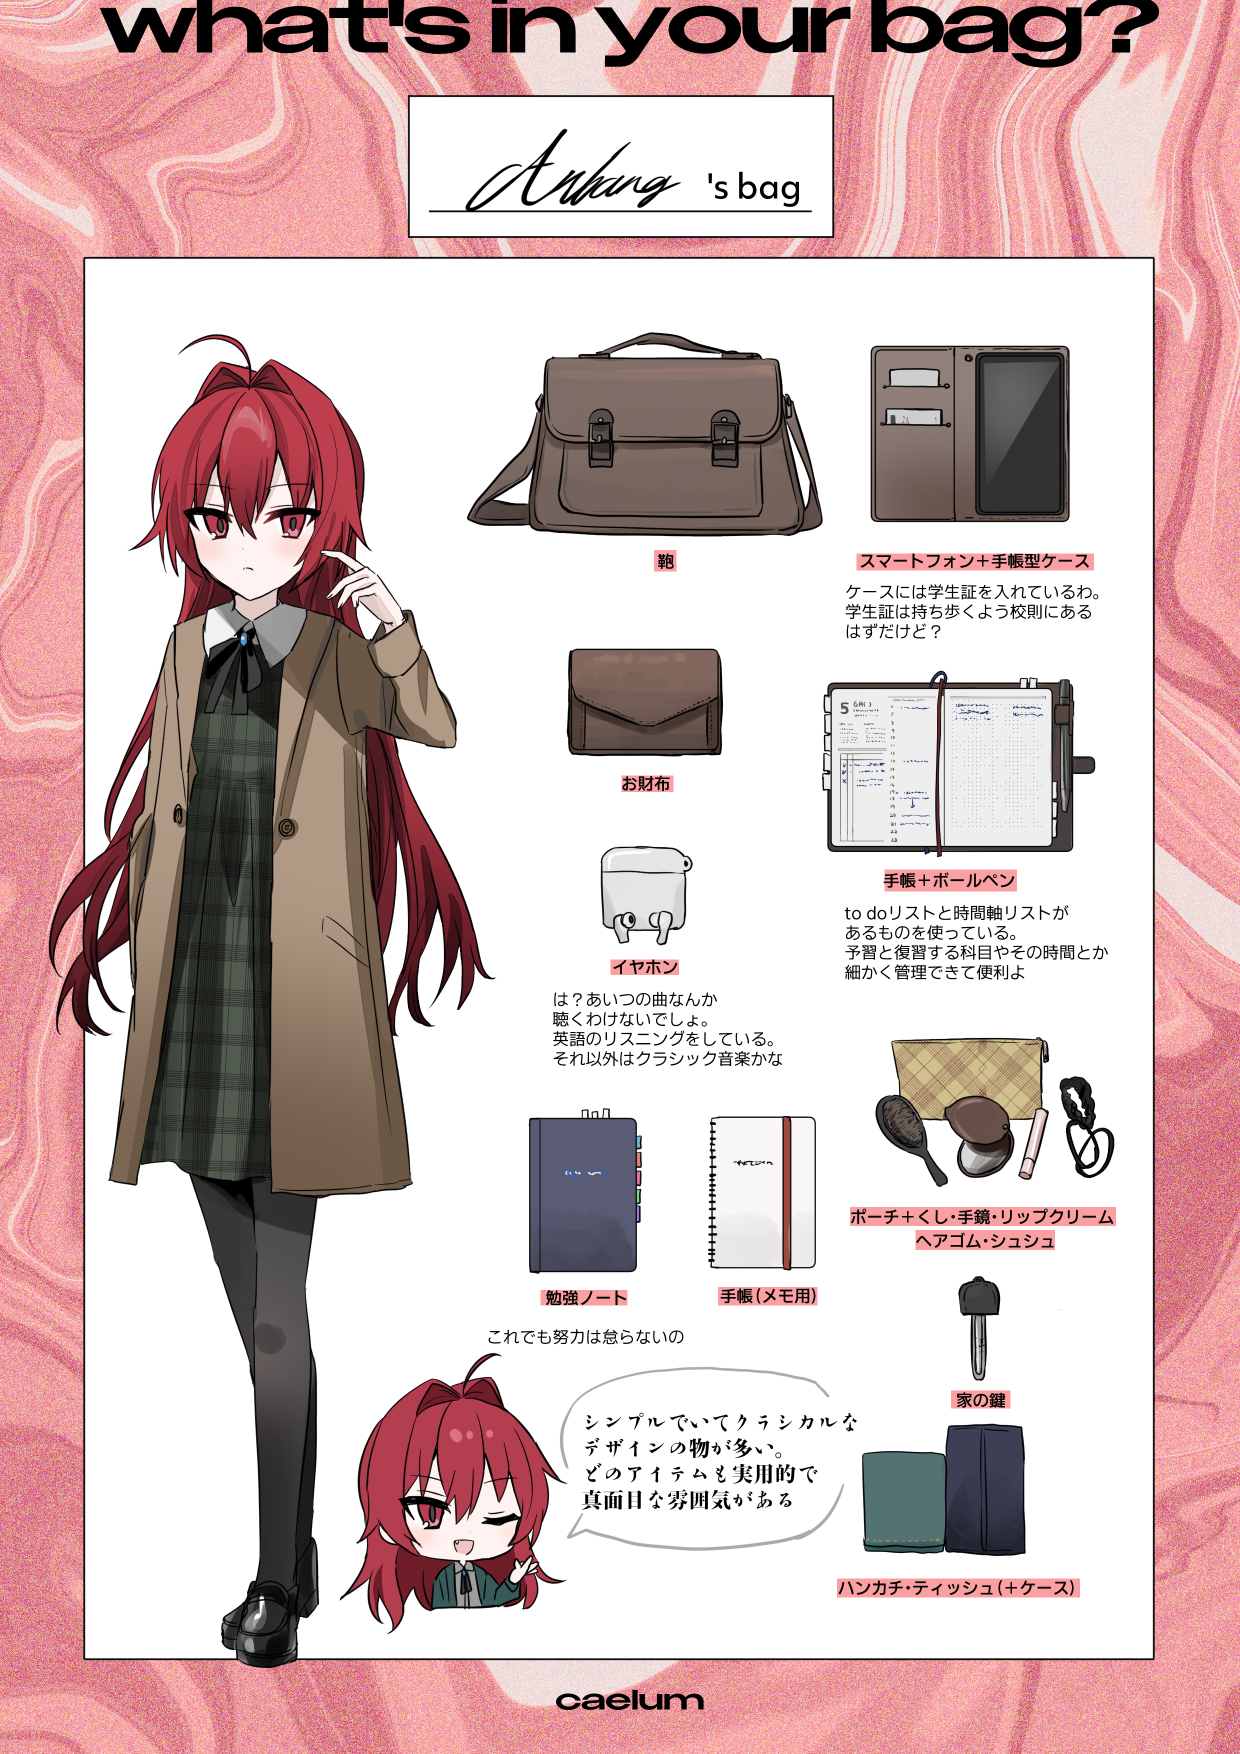 what's in your bag?
Anhang 's bag
鞄
スマートフォン＋手帳型ケース
ケースには学生証を入れているわ。
学生証は持ち歩くよう校則にある
はずだけど？
お財布
手帳＋ボールペン
to doリストと時間軸リストが
あるものを使っている。
予習と復習する科目やその時間とか
細かく管理できて便利よ
イヤホン
は？あいつの曲なんか
聴くわけないでしょ。
英語のリスニングをしている。
それ以外はクラシック音楽かな
ポーチ＋くし・手鏡・リップクリーム
ヘアゴム・シュシュ
勉強ノート
手帳（メモ用）
これでも努力は怠らないの
家の鍵
シンプルでいてクラシカルな
デザインの物が多い。
どのアイテムも実用的で
真面目な雰囲気がある
ハンカチ・ティッシュ（＋ケース）
caelum